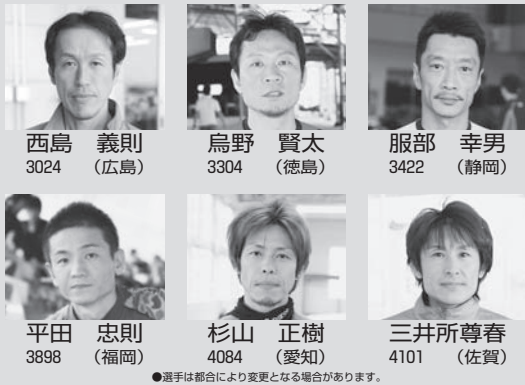 西島 義則
3024 （広島）
烏野 賢太
3304 （徳島）
服部 幸男
3422 （静岡）
平田 忠則
3898 （福岡）
杉山 正樹
4084 （愛知）
三井所尊春
4101 （佐賀）
●選手は都合により変更となる場合があります。